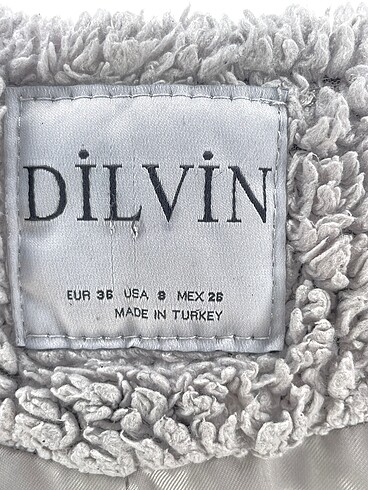 DİLVİN
EUR 36 USA 8 MEX 26
MADE IN TURKEY